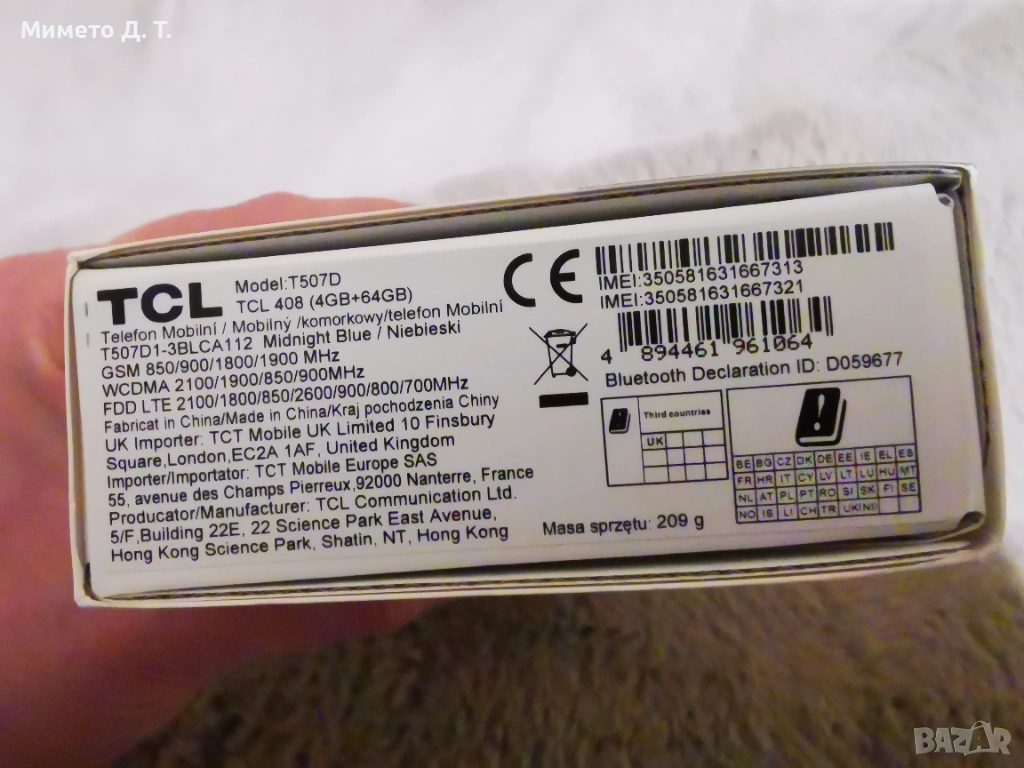 Мимето Д. Т.
TCL
Model:T507D
TCL 408 (4GB+64GB)
Telefon Mobilní / Mobilný /komorkowy/telefon Mobilní
T507D1-3BLCA112 Midnight Blue / Niebieski
GSM 850/900/1800/1900 MHz
WCDMA 2100/1900/850/900MHz
FDD LTE 2100/1800/850/2600/900/800/700MHz
Fabricat in China/Made in China/Kraj pochodzenia Chiny
UK Importer: TCT Mobile UK Limited 10 Finsbury
Square,London,EC2A 1AF, United Kingdom
Importer/Importator: TCT Mobile Europe SAS
55, avenue des Champs Pierreux,92000 Nanterre, France
Producator/Manufacturer: TCL Communication Ltd.
5/F,Building 22E, 22 Science Park East Avenue,
Hong Kong Science Park, Shatin, NT, Hong Kong
CE
IMEI:350581631667313
IMEI:350581631667321
4 894461 961064
Bluetooth Declaration ID: D059677
Third countries
UK
Masa sprzętu: 209 g
BE BG CZ DK DE EE IE EL ES
FR HR IT CY LV LT LU HU MT
NL AT PL PT RO SI SK FI SE
NO IS LI CH TR UK(NI)
BAZAR